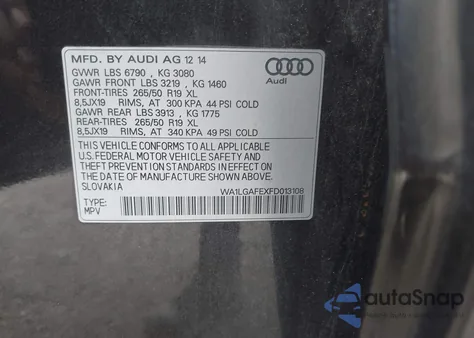 MFD. BY AUDI AG 12 14
GVWR LBS 6790 , KG 3080
GAWR FRONT LBS 3219 , KG 1460
FRONT-TIRES 265/50 R19 XL
8,5JX19 RIMS, AT 300 KPA 44 PSI COLD
GAWR REAR LBS 3913 , KG 1775
REAR-TIRES 265/50 R19 XL
8,5JX19 RIMS, AT 340 KPA 49 PSI COLD
Audi
THIS VEHICLE CONFORMS TO ALL APPLICABLE
U.S. FEDERAL MOTOR VEHICLE SAFETY AND
THEFT PREVENTION STANDARDS IN EFFECT ON
THE DATE OF MANUFACTURE SHOWN ABOVE.
SLOVAKIA
WA1LGAFEXFD013108
TYPE:
MPV
autoSnap